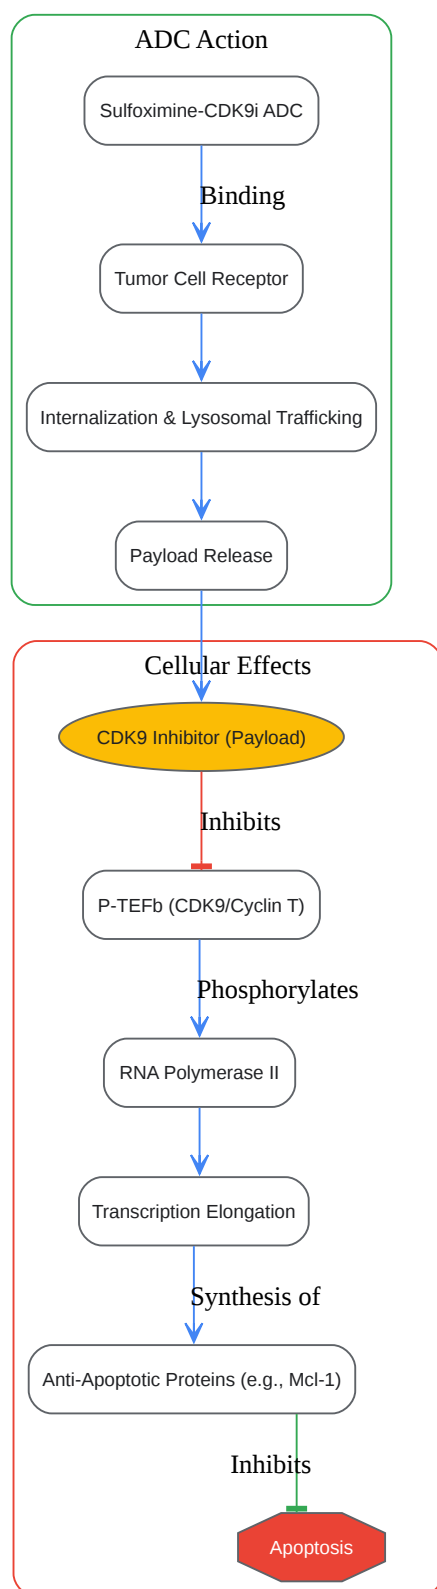 ADC Action
Sulfoximine-CDK9i ADC
Binding
Tumor Cell Receptor
Internalization & Lysosomal Trafficking
Payload Release
Cellular Effects
CDK9 Inhibitor (Payload)
Inhibits
P-TEFb (CDK9/Cyclin T)
Phosphorylates
RNA Polymerase II
Transcription Elongation
Synthesis of
Anti-Apoptotic Proteins (e.g., Mcl-1)
Inhibits
Apoptosis